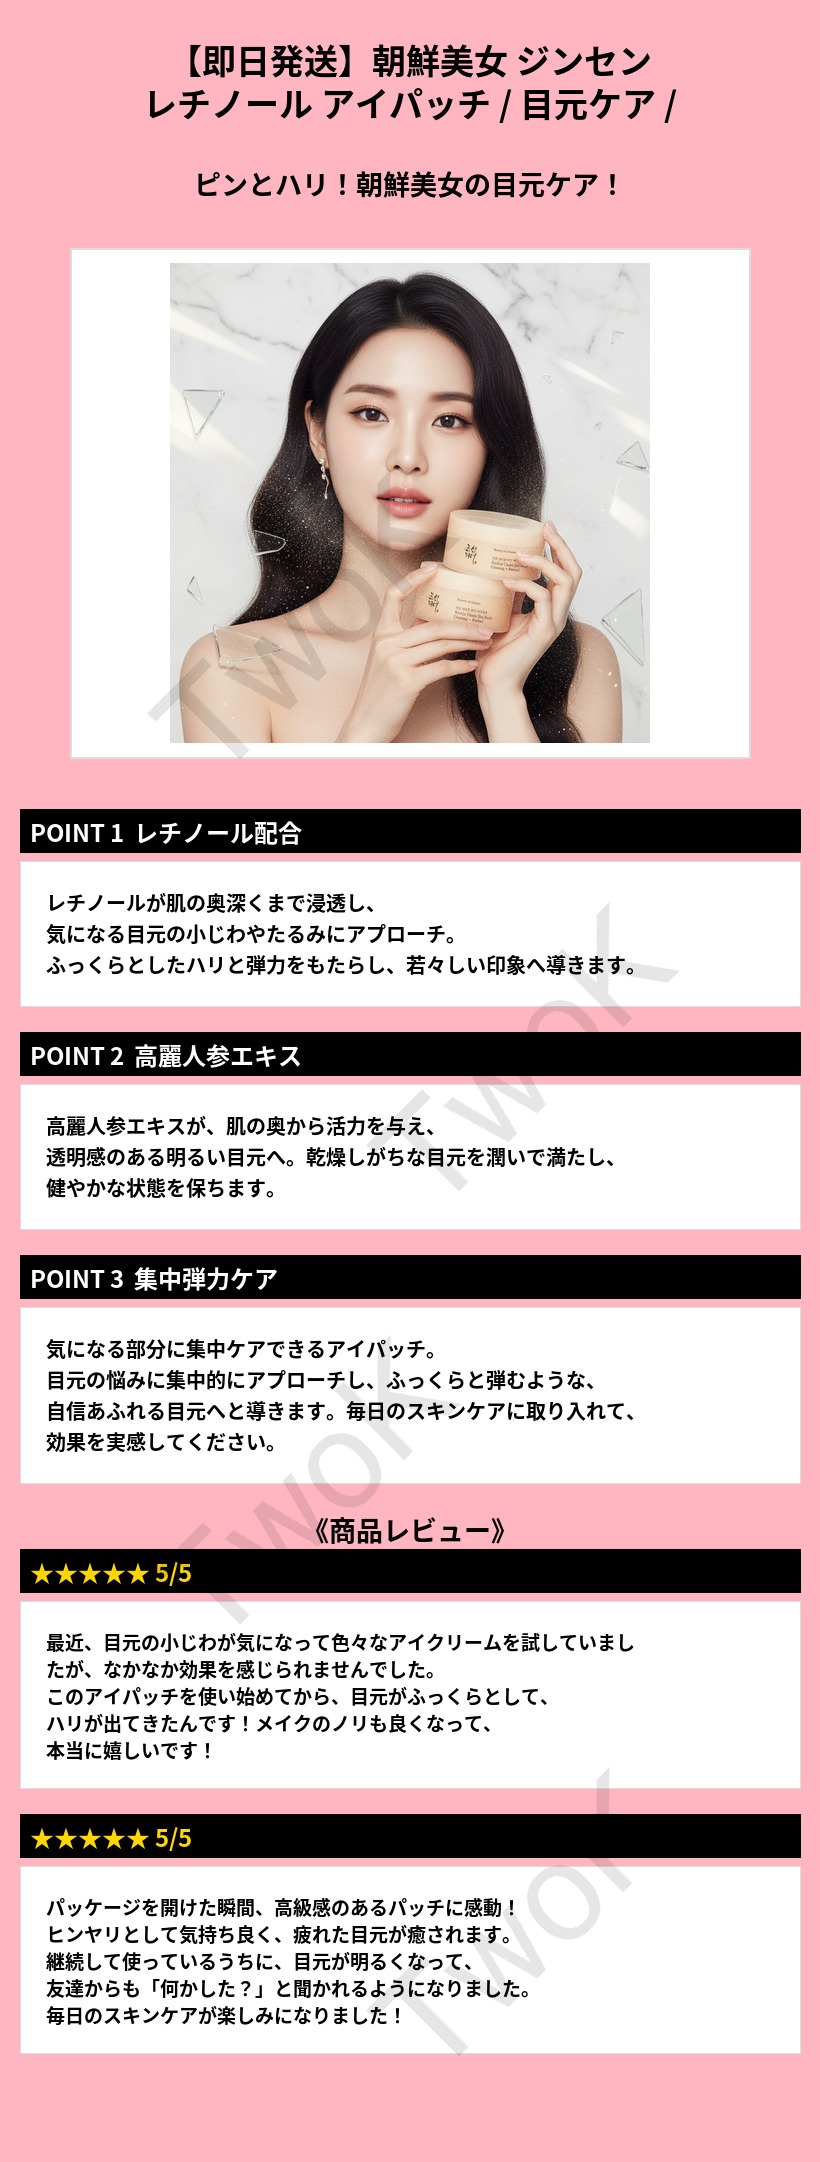 【即日発送】朝鮮美女 ジンセン
レチノール アイパッチ / 目元ケア /
ピンとハリ！朝鮮美女の目元ケア！
POINT 1 レチノール配合
レチノールが肌の奥深くまで浸透し、
気になる目元の小じわやたるみにアプローチ。
ふっくらとしたハリと弾力をもたらし、若々しい印象へ導きます。
POINT 2 高麗人参エキス
高麗人参エキスが、肌の奥から活力を与え、
透明感のある明るい目元へ。乾燥しがちな目元を潤いで満たし、
健やかな状態を保ちます。
POINT 3 集中弾力ケア
気になる部分に集中ケアできるアイパッチ。
目元の悩みに集中的にアプローチし、ふっくらと弾むような、
自信あふれる目元へと導きます。毎日のスキンケアに取り入れて、
効果を実感してください。
《商品レビュー》
★★★★★ 5/5
最近、目元の小じわが気になって色々なアイクリームを試していまし
たが、なかなか効果を感じられませんでした。
このアイパッチを使い始めてから、目元がふっくらとして、
ハリが出てきたんです！メイクのノリも良くなって、
本当に嬉しいです！
★★★★★ 5/5
パッケージを開けた瞬間、高級感のあるパッチに感動！
ヒンヤリとして気持ち良く、疲れた目元が癒されます。
継続して使っているうちに、目元が明るくなって、
友達からも「何かした？」と聞かれるようになりました。
毎日のスキンケアが楽しみになりました！
TwoK
TwoK
TwoK
TwoK